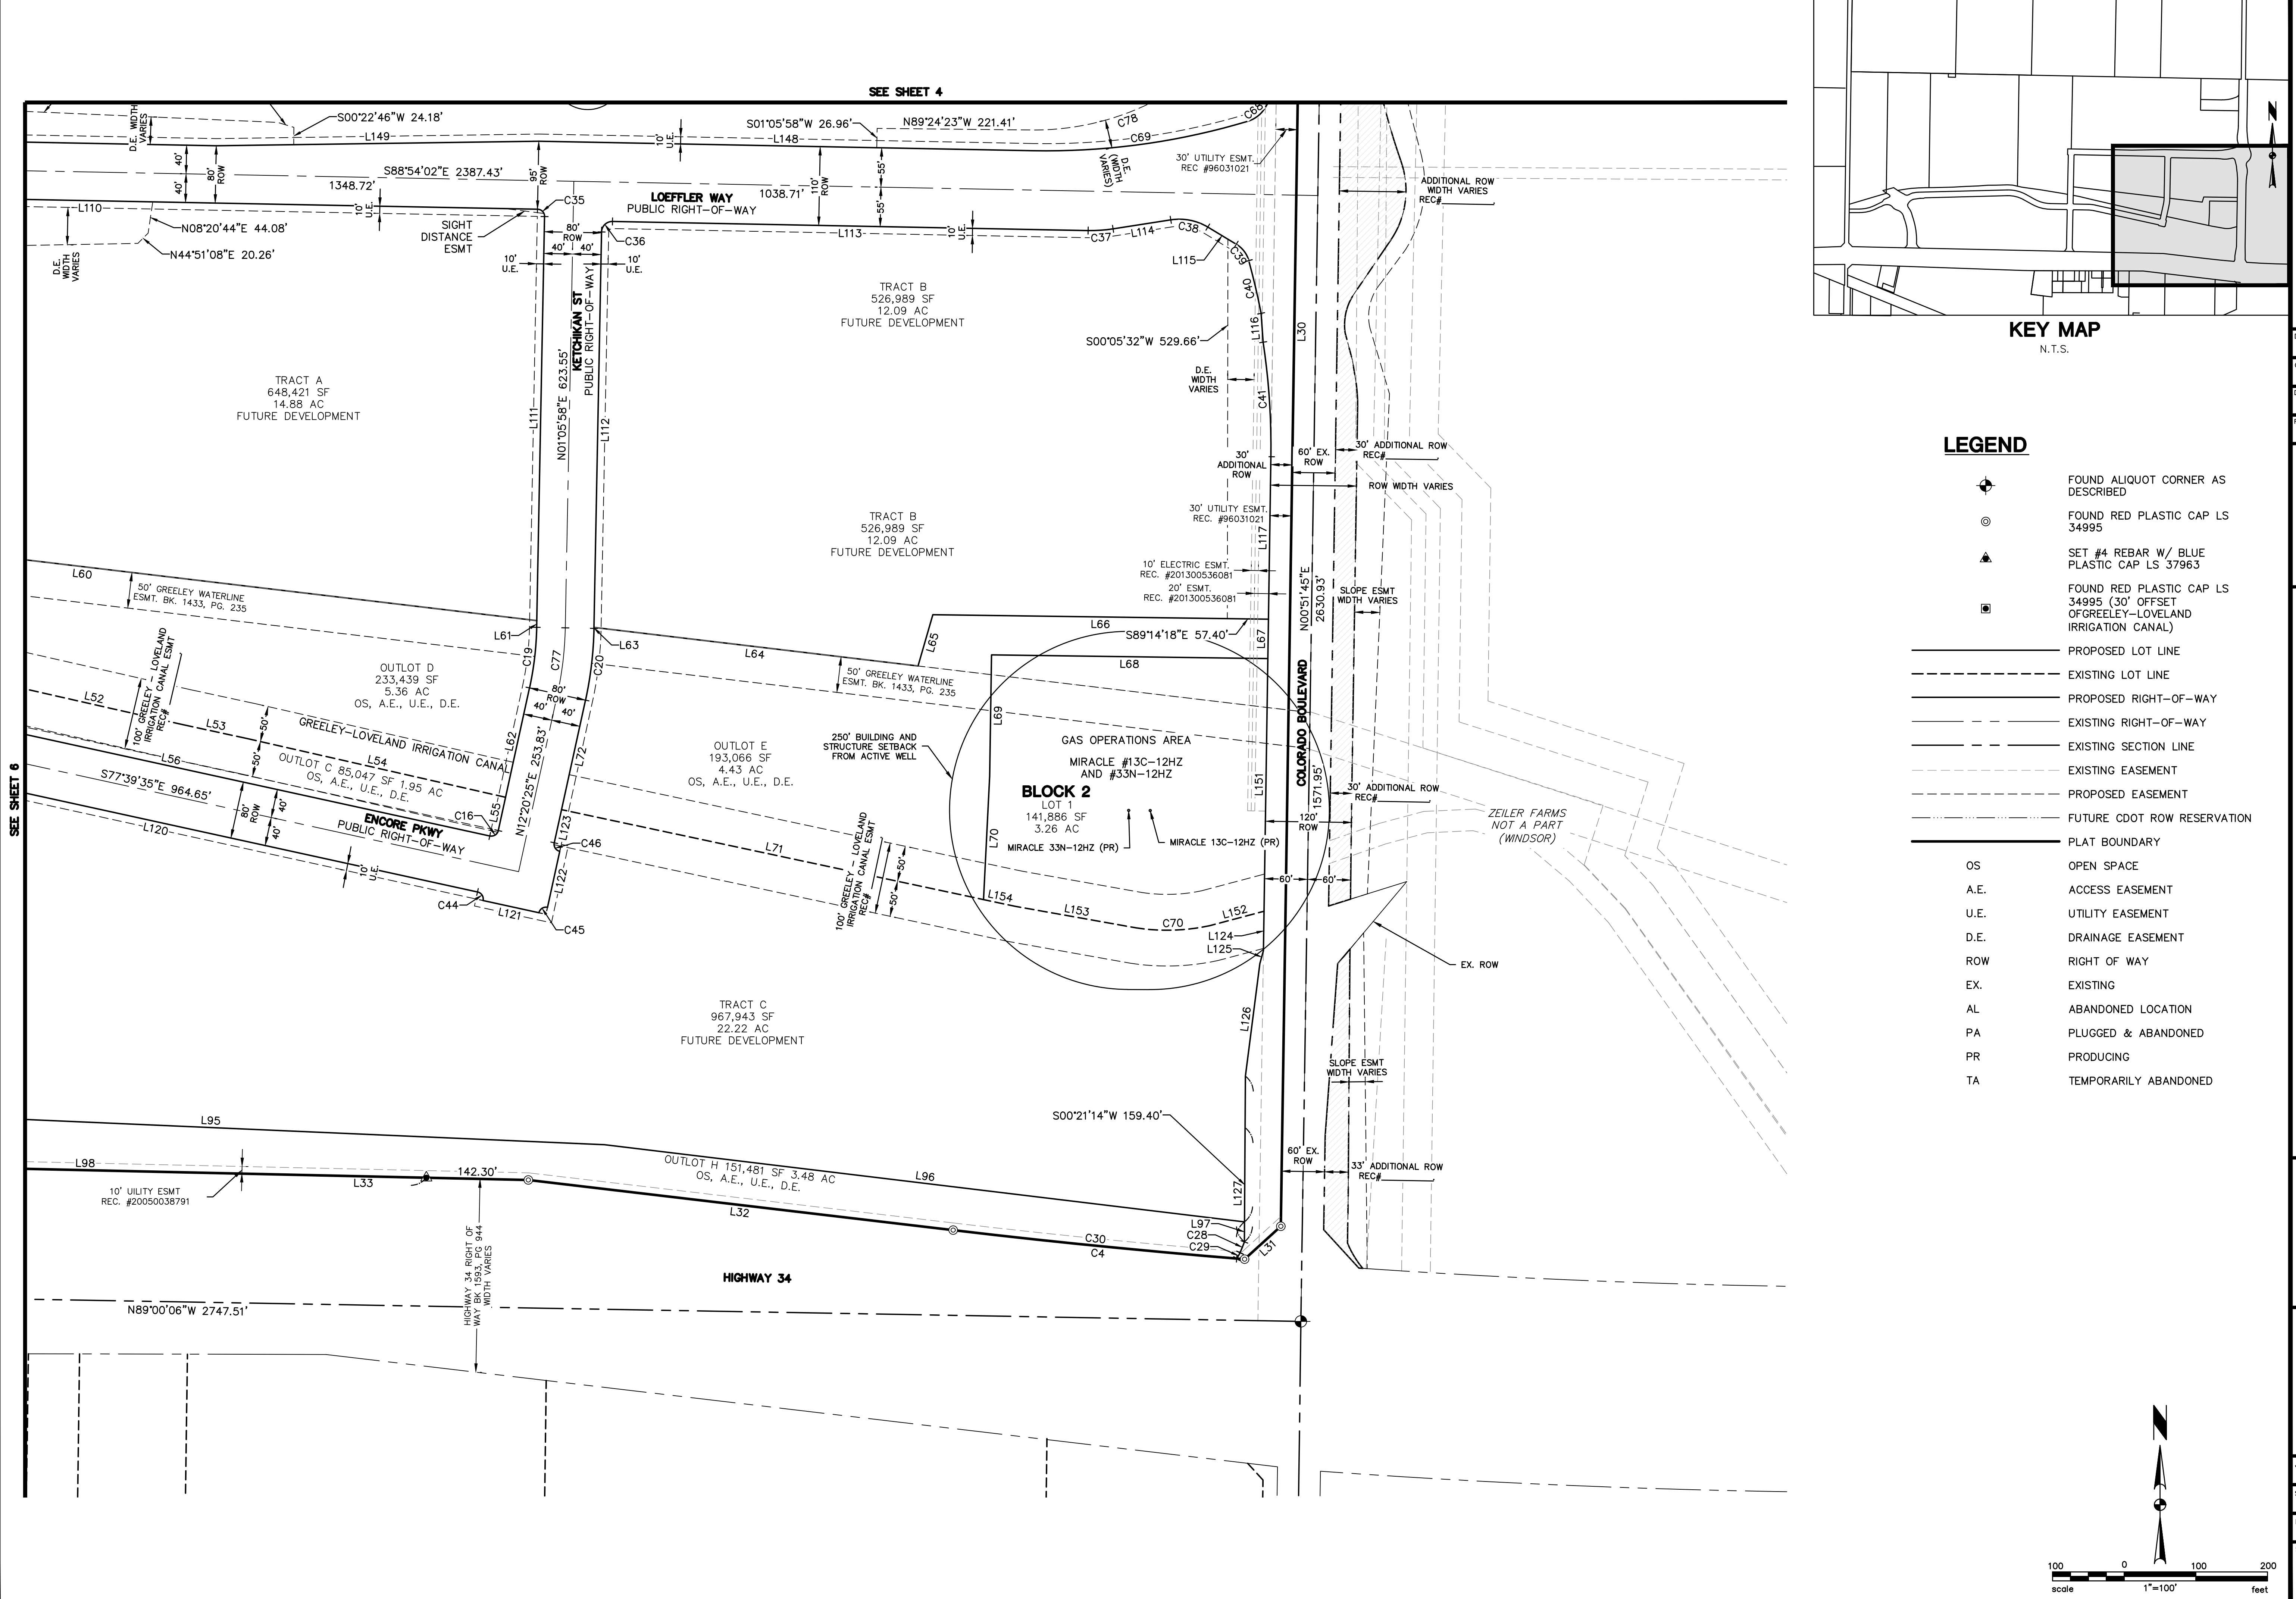 SEE SHEET 4
KEY MAP
N.T.S.
N
S00°22'46"W 24.18'
S01°05'58"W 26.96'
N89°24'23"W 221.41'
C78
C68
C69
D.E. WIDTH
VARIES
L149
L148
10'
U.E.
D.E.
(WIDTH
VARIES)
30' UTILITY ESMT.
REC #96031021
40'
40'
80'
ROW
S88°54'02"E 2387.43'
1348.72'
95'
ROW
LOEFFLER WAY
PUBLIC RIGHT-OF-WAY
1038.71'
110'
ROW
55'
55'
ADDITIONAL ROW
WIDTH VARIES
REC#
L110
10'
U.E.
C35
SIGHT
DISTANCE
ESMT
N08°20'44"E 44.08'
N44°51'08"E 20.26'
D.E.
WIDTH
VARIES
80'
ROW
40'
40'
C36
10'
U.E.
10'
U.E.
L113
10'
U.E.
C37
L114
C38
L115
C39
C40
L116
L30
TRACT B
526,989 SF
12.09 AC
FUTURE DEVELOPMENT
S00°05'32"W 529.66'
D.E.
WIDTH
VARIES
C41
TRACT A
648,421 SF
14.88 AC
FUTURE DEVELOPMENT
L111
N01°05'58"E 623.55'
KETCHIKAN ST
PUBLIC RIGHT-OF-WAY
L112
30'
ADDITIONAL
ROW
60' EX.
ROW
30' ADDITIONAL ROW
REC#
ROW WIDTH VARIES
30' UTILITY ESMT.
REC. #96031021
TRACT B
526,989 SF
12.09 AC
FUTURE DEVELOPMENT
L117
10' ELECTRIC ESMT.
REC. #201300536081
20' ESMT.
REC. #201300536081
N00°51'45"E
2630.93'
SLOPE ESMT
WIDTH VARIES
L60
50' GREELEY WATERLINE
ESMT. BK. 1433, PG. 235
L61
L63
L64
L65
L66
S89°14'18"E 57.40'
L67
L68
C19
C77
C20
50' GREELEY WATERLINE
ESMT. BK. 1433, PG. 235
100' GREELEY - LOVELAND
IRRIGATION CANAL ESMT
REC#
OUTLOT D
233,439 SF
5.36 AC
OS, A.E., U.E., D.E.
80'
ROW
40'
40'
COLORADO BOULEVARD
L52
L53
50'
50'
GREELEY-LOVELAND IRRIGATION CANAL
L62
L54
L56
OUTLOT C 85,047 SF 1.95 AC
OS, A.E., U.E., D.E.
S77°39'35"E 964.65'
N12°20'25"E 253.83'
L72
OUTLOT E
193,066 SF
4.43 AC
OS, A.E., U.E., D.E.
250' BUILDING AND
STRUCTURE SETBACK
FROM ACTIVE WELL
L69
GAS OPERATIONS AREA
MIRACLE #13C-12HZ
AND #33N-12HZ
BLOCK 2
LOT 1
141,886 SF
3.26 AC
L151
1571.95'
30' ADDITIONAL ROW
REC#
ZEILER FARMS
NOT A PART
(WINDSOR)
120'
ROW
SEE SHEET 6
L120
80'
ROW
40'
40'
ENCORE PKWY
PUBLIC RIGHT-OF-WAY
C16
L55
L123
C46
L71
L70
MIRACLE 33N-12HZ (PR)
MIRACLE 13C-12HZ (PR)
10'
U.E.
L122
100' GREELEY - LOVELAND
IRRIGATION CANAL ESMT
REC#
50'
50'
60'
60'
C44
L121
C45
L154
L153
C70
L152
L124
L125
EX. ROW
TRACT C
967,943 SF
22.22 AC
FUTURE DEVELOPMENT
L126
SLOPE ESMT
WIDTH VARIES
S00°21'14"W 159.40'
L95
60' EX.
ROW
33' ADDITIONAL ROW
REC#
L98
142.30'
L33
10' UILITY ESMT
REC. #20050038791
OUTLOT H 151,481 SF 3.48 AC
OS, A.E., U.E., D.E.
L96
L127
L32
L97
C28
C29
C30
C4
L31
HIGHWAY 34 RIGHT OF
WAY BK 1593, PG 944
WIDTH VARIES
HIGHWAY 34
N89°00'06"W 2747.51'
LEGEND
FOUND ALIQUOT CORNER AS
DESCRIBED
FOUND RED PLASTIC CAP LS
34995
SET #4 REBAR W/ BLUE
PLASTIC CAP LS 37963
FOUND RED PLASTIC CAP LS
34995 (30' OFFSET
OFGREELEY-LOVELAND
IRRIGATION CANAL)
PROPOSED LOT LINE
EXISTING LOT LINE
PROPOSED RIGHT-OF-WAY
EXISTING RIGHT-OF-WAY
EXISTING SECTION LINE
EXISTING EASEMENT
PROPOSED EASEMENT
FUTURE CDOT ROW RESERVATION
PLAT BOUNDARY
OS OPEN SPACE
A.E. ACCESS EASEMENT
U.E. UTILITY EASEMENT
D.E. DRAINAGE EASEMENT
ROW RIGHT OF WAY
EX. EXISTING
AL ABANDONED LOCATION
PA PLUGGED & ABANDONED
PR PRODUCING
TA TEMPORARILY ABANDONED
N
100 0 100 200
scale 1"=100' feet